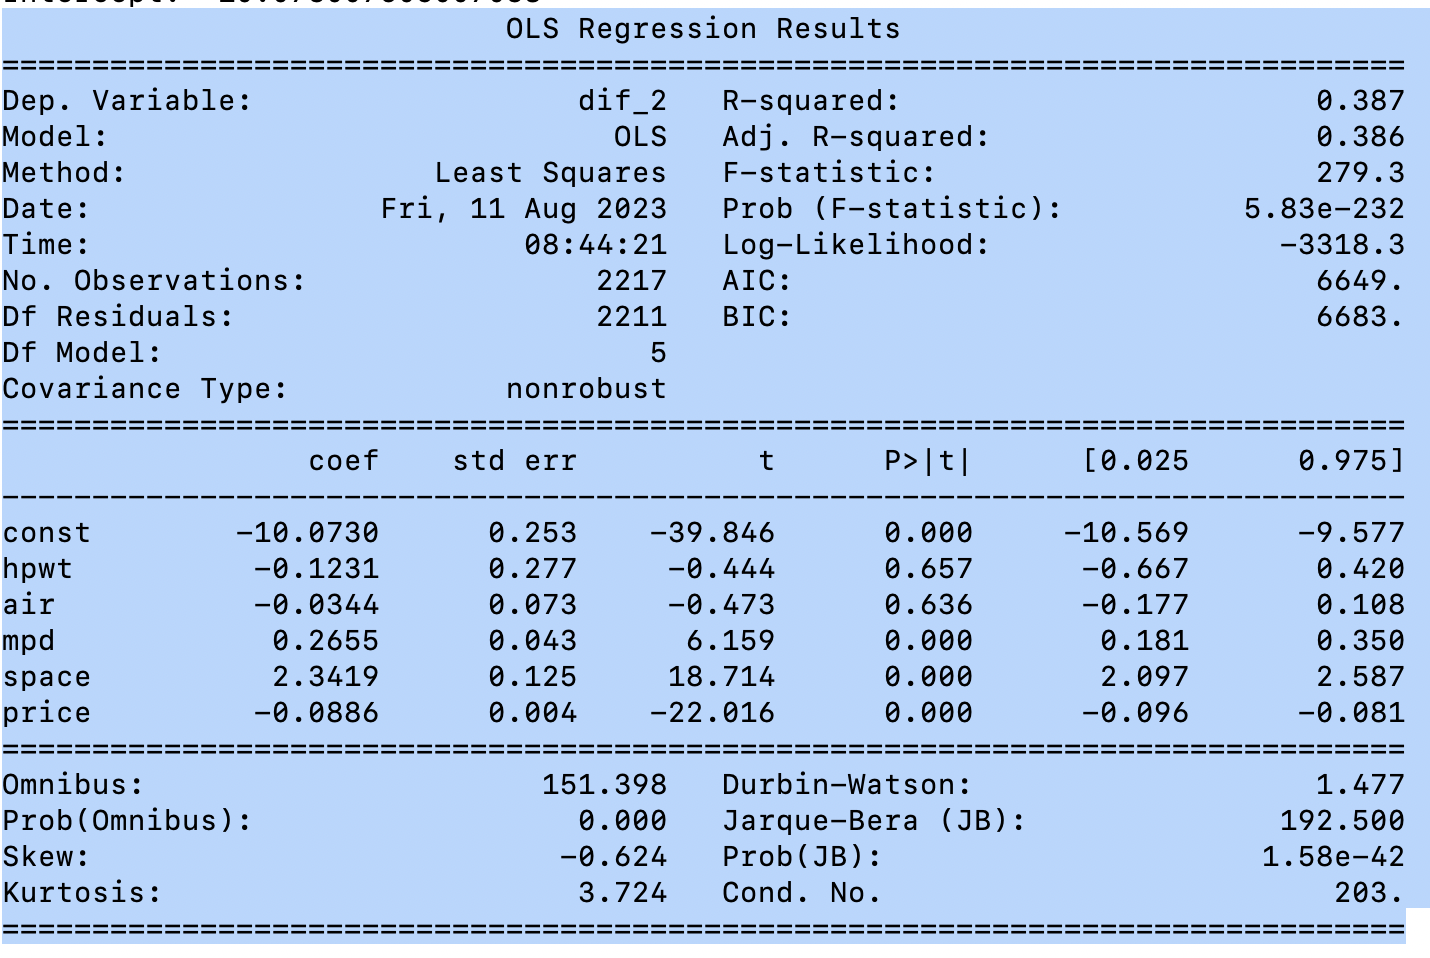 OLS Regression Results
==============================================================================
Dep. Variable:                  dif_2   R-squared:                       0.387
Model:                            OLS   Adj. R-squared:                  0.386
Method:                 Least Squares   F-statistic:                     279.3
Date:                Fri, 11 Aug 2023   Prob (F-statistic):          5.83e-232
Time:                        08:44:21   Log-Likelihood:                -3318.3
No. Observations:                2217   AIC:                             6649.
Df Residuals:                    2211   BIC:                             6683.
Df Model:                           5
Covariance Type:            nonrobust
==============================================================================
                 coef    std err          t      P>|t|      [0.025      0.975]
------------------------------------------------------------------------------
const        -10.0730      0.253    -39.846      0.000     -10.569      -9.577
hpwt          -0.1231      0.277     -0.444      0.657      -0.667       0.420
air           -0.0344      0.073     -0.473      0.636      -0.177       0.108
mpd            0.2655      0.043      6.159      0.000       0.181       0.350
space          2.3419      0.125     18.714      0.000       2.097       2.587
price         -0.0886      0.004    -22.016      0.000      -0.096      -0.081
==============================================================================
Omnibus:                      151.398   Durbin-Watson:                   1.477
Prob(Omnibus):                  0.000   Jarque-Bera (JB):              192.500
Skew:                          -0.624   Prob(JB):                     1.58e-42
Kurtosis:                       3.724   Cond. No.                         203.
==============================================================================